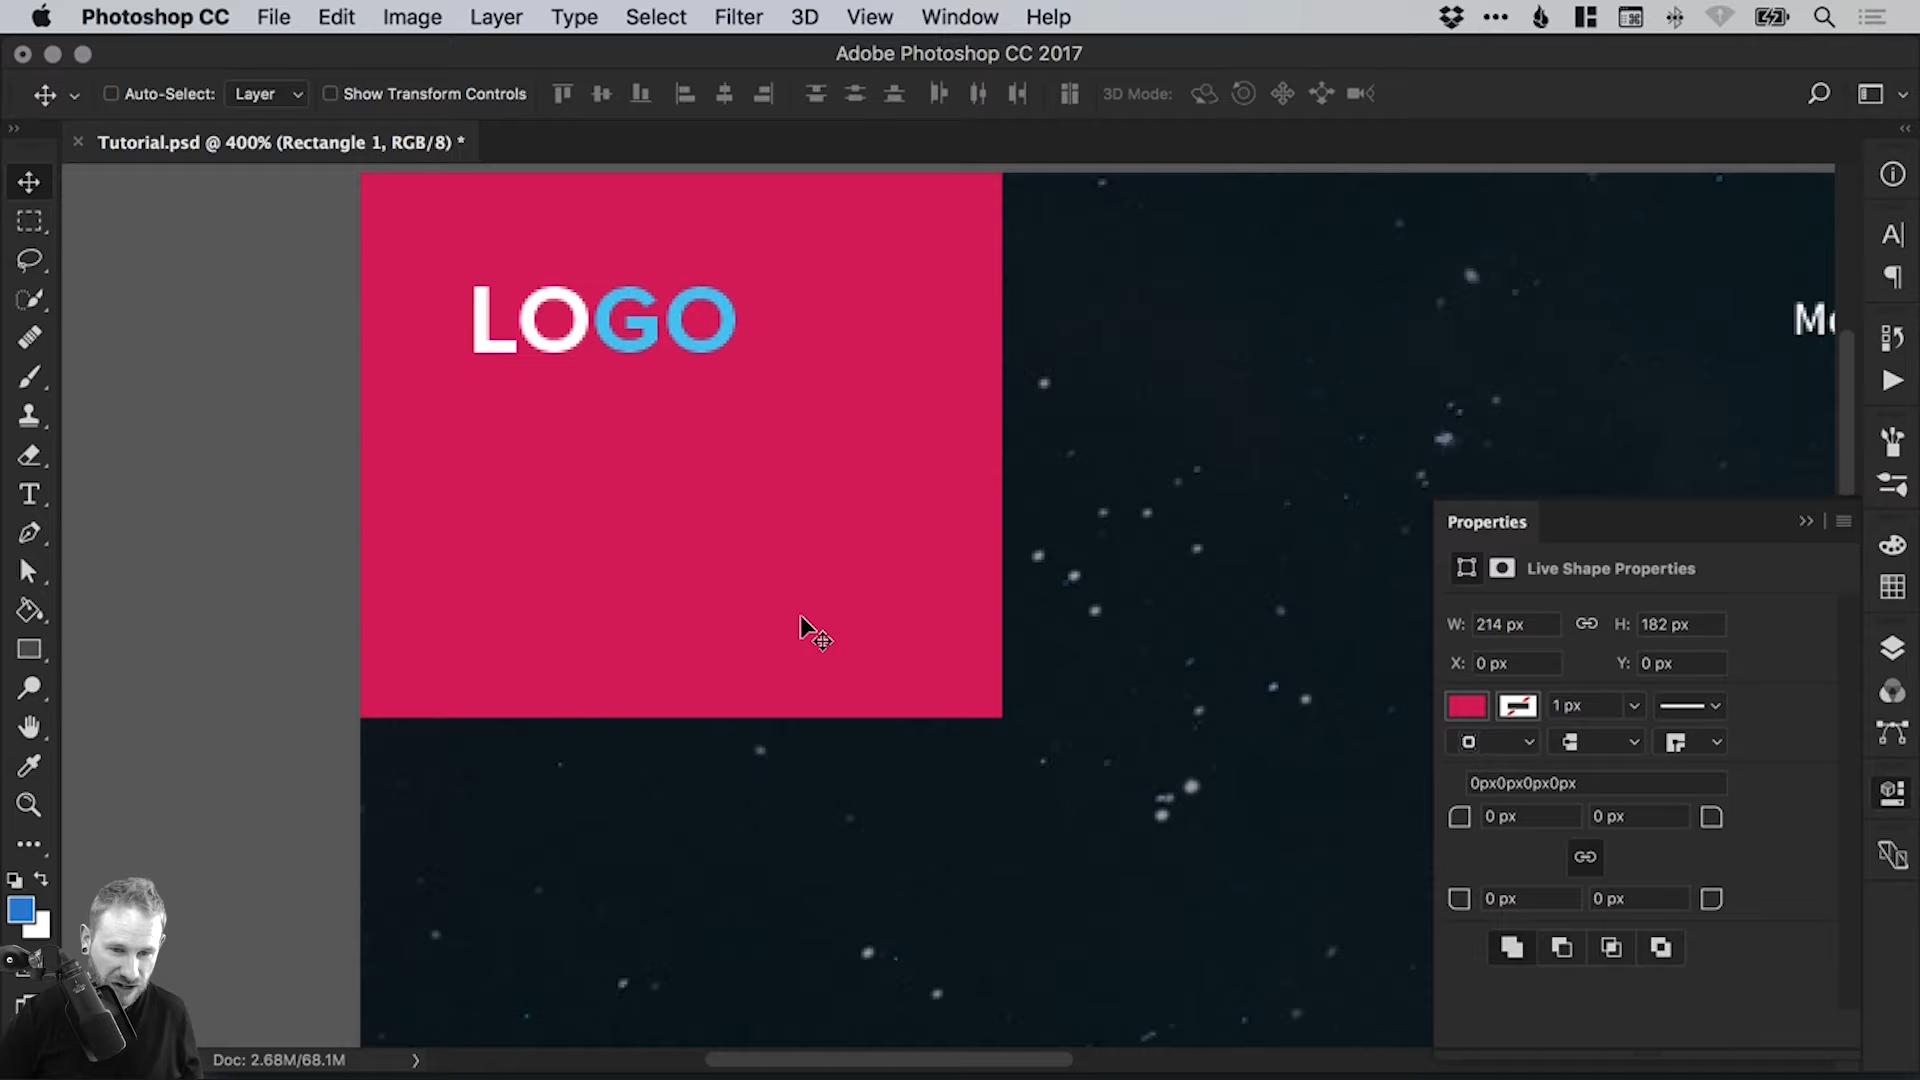 Photoshop CC File Edit Image Layer Type Select Filter 3D View Window Help
Adobe Photoshop CC 2017
Auto-Select: Layer Show Transform Controls 3D Mode:
Tutorial.psd @ 400% (Rectangle 1, RGB/8) *
LOGO
Properties
Live Shape Properties
W: 214 px H: 182 px
X: 0 px Y: 0 px
1 px
0px0px0px0px
0 px 0 px
0 px 0 px
Doc: 2.68M/68.1M